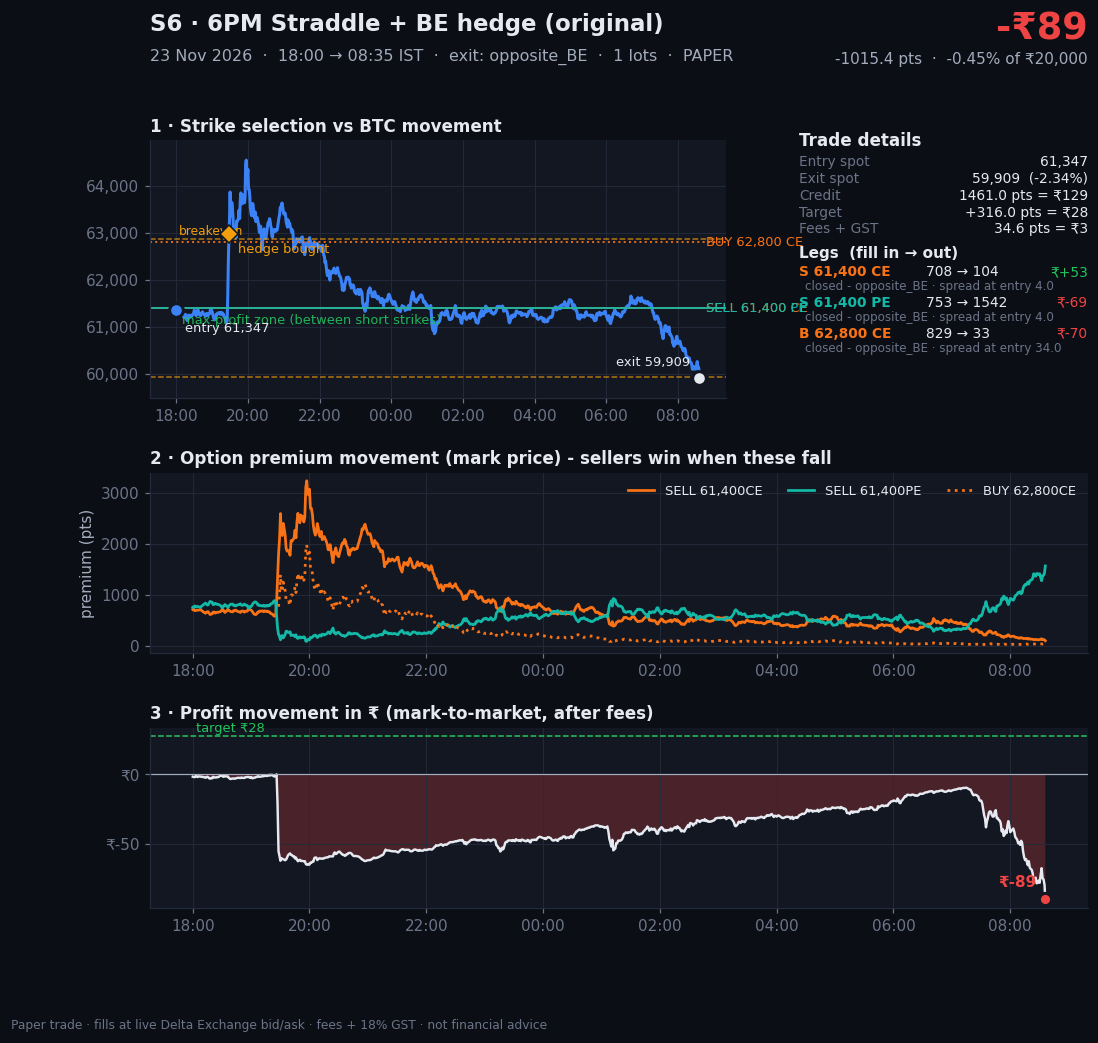 S6 · 6PM Straddle + BE hedge (original)
-₹89
23 Nov 2026 · 18:00 → 08:35 IST · exit: opposite_BE · 1 lots · PAPER
-1015.4 pts · -0.45% of ₹20,000
1 · Strike selection vs BTC movement
64,000
63,000
62,000
61,000
60,000
breakeven
hedge bought
BUY 62,800 CE
SELL 61,400 CE
max-profit zone (between short strikes)
entry 61,347
exit 59,909
18:00 20:00 22:00 00:00 02:00 04:00 06:00 08:00
Trade details
Entry spot 61,347
Exit spot 59,909 (-2.34%)
Credit 1461.0 pts = ₹129
Target +316.0 pts = ₹28
Fees + GST 34.6 pts = ₹3
Legs (fill in → out)
S 61,400 CE 708 → 104 ₹+53
closed - opposite_BE · spread at entry 4.0
S 61,400 PE 753 → 1542 ₹-69
closed - opposite_BE · spread at entry 4.0
B 62,800 CE 829 → 33 ₹-70
closed - opposite_BE · spread at entry 34.0
2 · Option premium movement (mark price) - sellers win when these fall
premium (pts)
3000
2000
1000
0
SELL 61,400CE SELL 61,400PE BUY 62,800CE
18:00 20:00 22:00 00:00 02:00 04:00 06:00 08:00
3 · Profit movement in ₹ (mark-to-market, after fees)
target ₹28
₹0
₹-50
₹-89
18:00 20:00 22:00 00:00 02:00 04:00 06:00 08:00
Paper trade · fills at live Delta Exchange bid/ask · fees + 18% GST · not financial advice